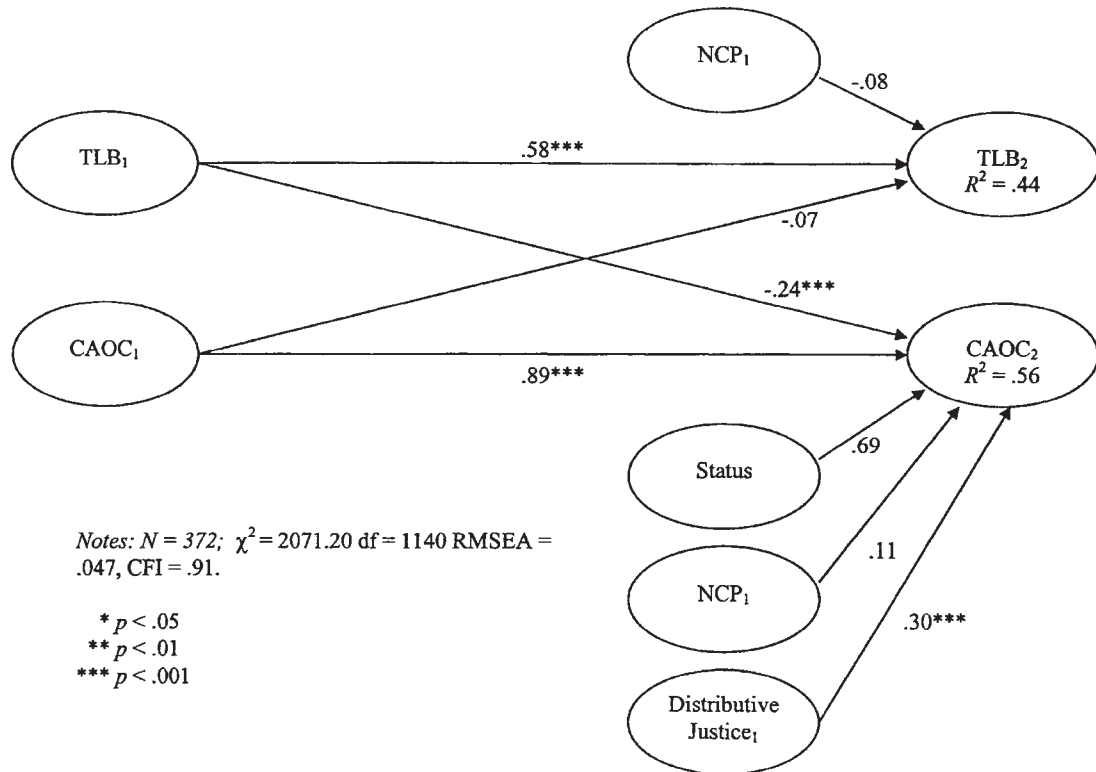 NCP₁
-.08
TLB₁
.58***
TLB₂
R² = .44
-.07
-.24***
CAOC₁
.89***
CAOC₂
R² = .56
Status
.69
Notes: N = 372; χ² = 2071.20 df = 1140 RMSEA =
.047, CFI = .91.
NCP₁
.11
.30***
* p < .05
** p < .01
*** p < .001
Distributive
Justice₁